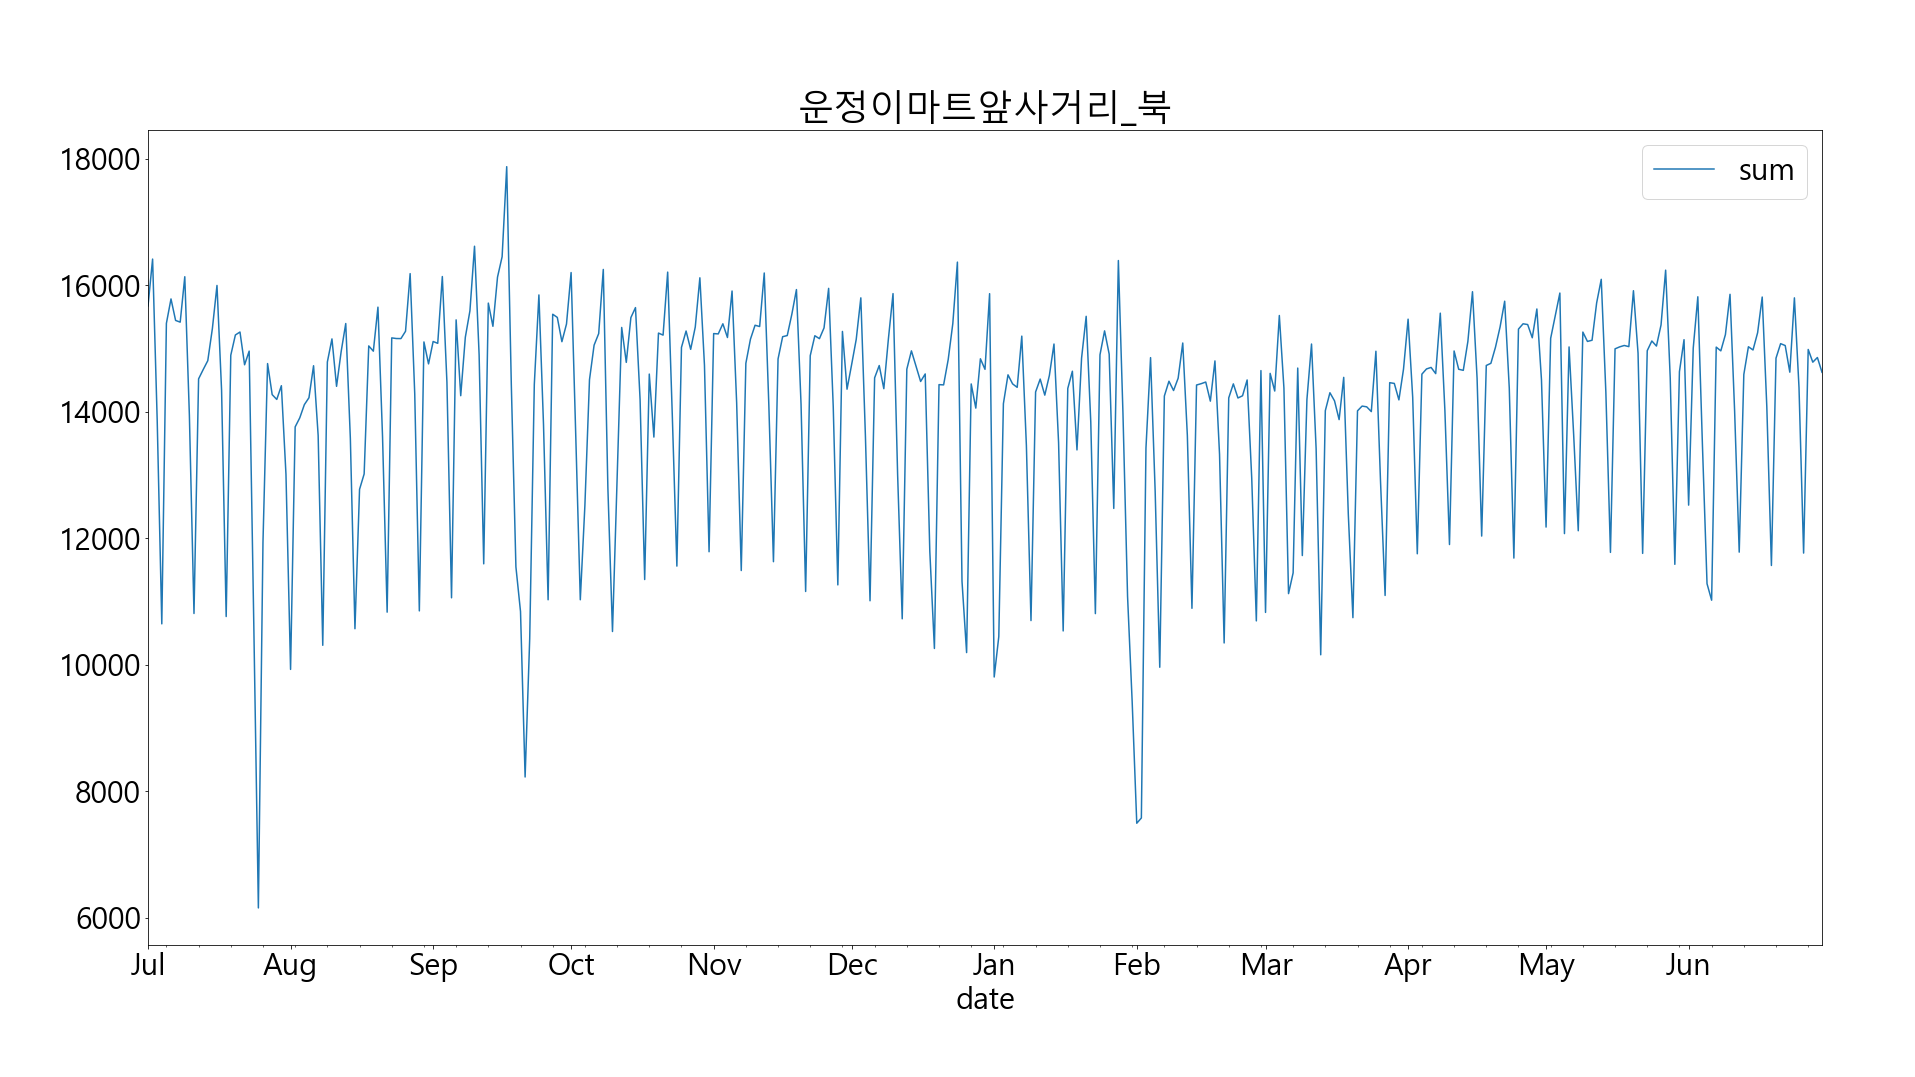 운정이마트앞사거리_북
sum
18000
16000
14000
12000
10000
8000
6000
Jul Aug Sep Oct Nov Dec Jan Feb Mar Apr May Jun
date